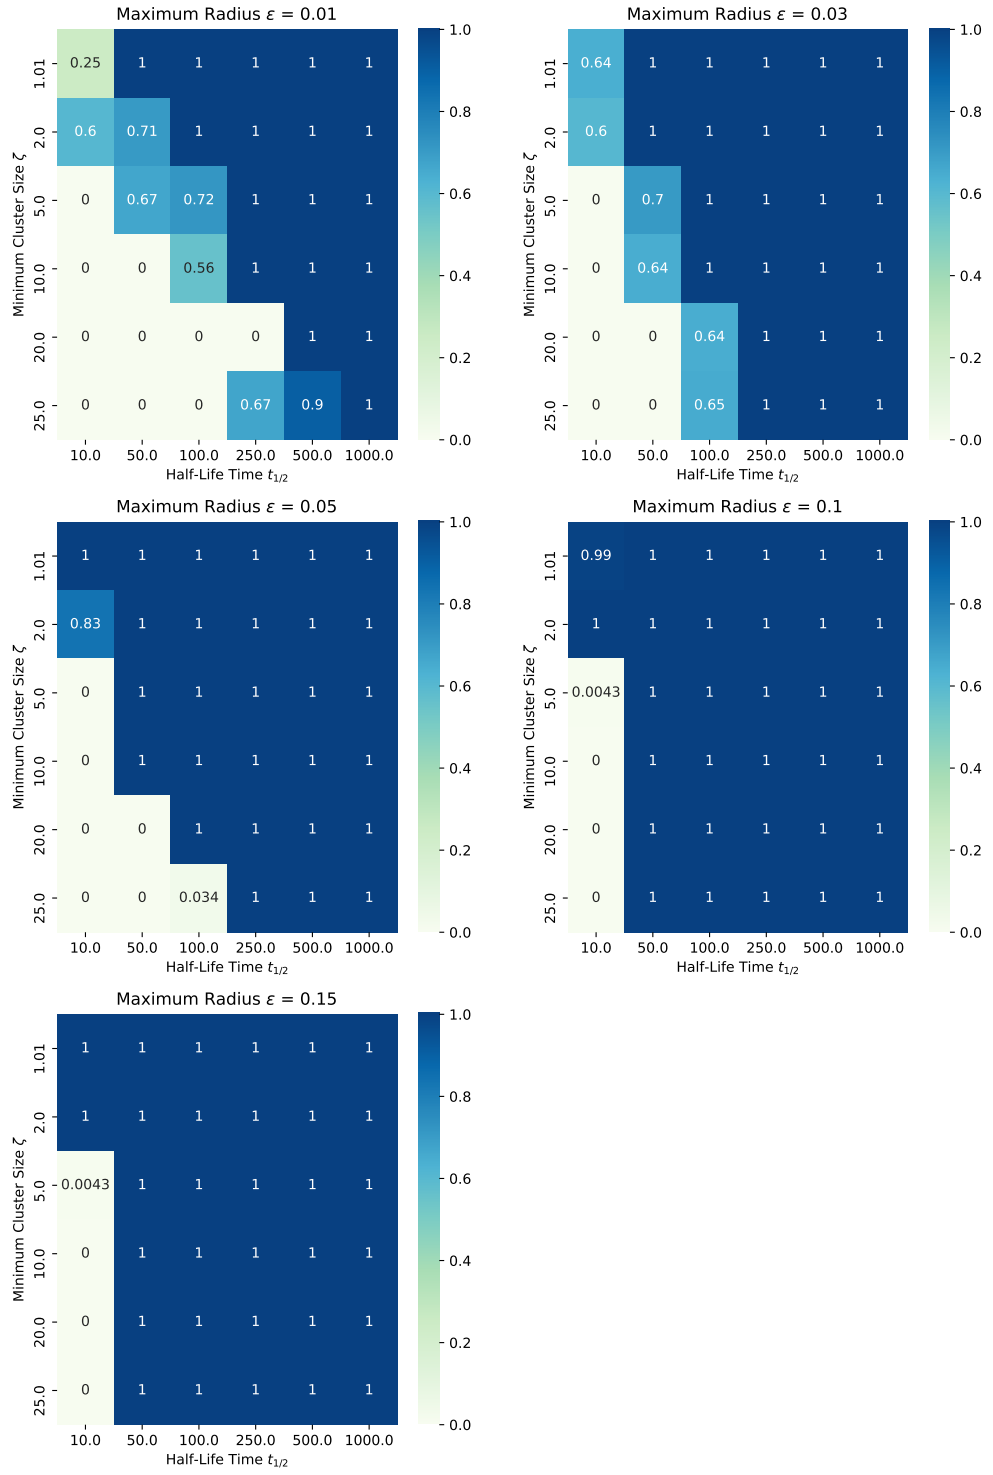 Maximum Radius ε = 0.01
Minimum Cluster Size ζ
1.01 0.25 1 1 1 1 1
2.0 0.6 0.71 1 1 1 1
5.0 0 0.67 0.72 1 1 1
10.0 0 0 0.56 1 1 1
20.0 0 0 0 0 1 1
25.0 0 0 0 0.67 0.9 1
10.0 50.0 100.0 250.0 500.0 1000.0
Half-Life Time t1/2
1.0
0.8
0.6
0.4
0.2
0.0
Maximum Radius ε = 0.03
Minimum Cluster Size ζ
1.01 0.64 1 1 1 1 1
2.0 0.6 1 1 1 1 1
5.0 0 0.7 1 1 1 1
10.0 0 0.64 1 1 1 1
20.0 0 0 0.64 1 1 1
25.0 0 0 0.65 1 1 1
10.0 50.0 100.0 250.0 500.0 1000.0
Half-Life Time t1/2
1.0
0.8
0.6
0.4
0.2
0.0
Maximum Radius ε = 0.05
Minimum Cluster Size ζ
1.01 1 1 1 1 1 1
2.0 0.83 1 1 1 1 1
5.0 0 1 1 1 1 1
10.0 0 1 1 1 1 1
20.0 0 0 1 1 1 1
25.0 0 0 0.034 1 1 1
10.0 50.0 100.0 250.0 500.0 1000.0
Half-Life Time t1/2
1.0
0.8
0.6
0.4
0.2
0.0
Maximum Radius ε = 0.1
Minimum Cluster Size ζ
1.01 0.99 1 1 1 1 1
2.0 1 1 1 1 1 1
5.0 0.0043 1 1 1 1 1
10.0 0 1 1 1 1 1
20.0 0 1 1 1 1 1
25.0 0 1 1 1 1 1
10.0 50.0 100.0 250.0 500.0 1000.0
Half-Life Time t1/2
1.0
0.8
0.6
0.4
0.2
0.0
Maximum Radius ε = 0.15
Minimum Cluster Size ζ
1.01 1 1 1 1 1 1
2.0 1 1 1 1 1 1
5.0 0.0043 1 1 1 1 1
10.0 0 1 1 1 1 1
20.0 0 1 1 1 1 1
25.0 0 1 1 1 1 1
10.0 50.0 100.0 250.0 500.0 1000.0
Half-Life Time t1/2
1.0
0.8
0.6
0.4
0.2
0.0